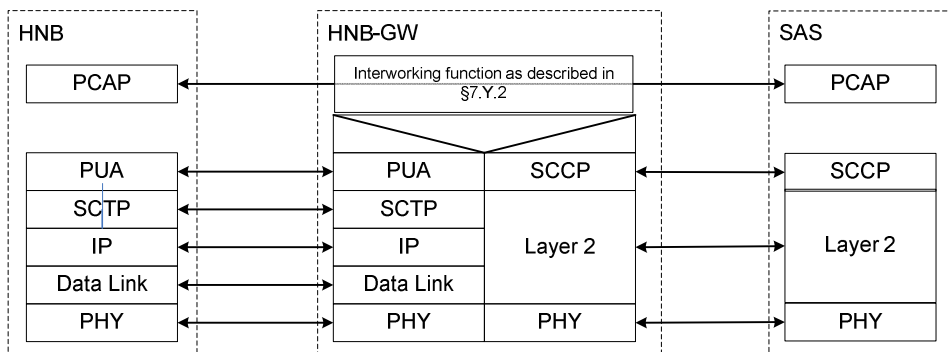 HNB
HNB-GW
SAS
PCAP
Interworking function as described in
§7.Y.2
PCAP
PUA
PUA
SCCP
SCCP
SCTP
SCTP
IP
IP
Layer 2
Layer 2
Data Link
Data Link
PHY
PHY
PHY
PHY